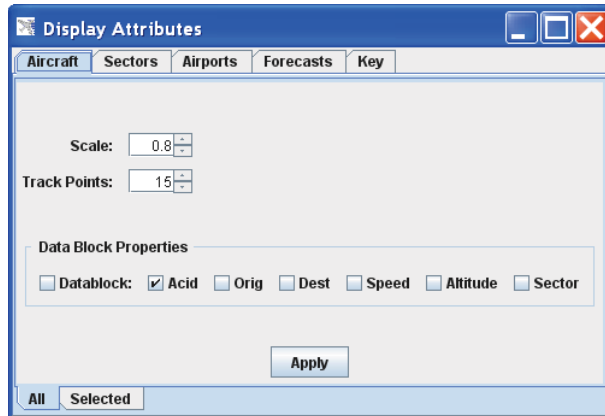 Display Attributes
Aircraft Sectors Airports Forecasts Key
Scale: 0.8
Track Points: 15
Data Block Properties
Datablock: Acid Orig Dest Speed Altitude Sector
Apply
All Selected